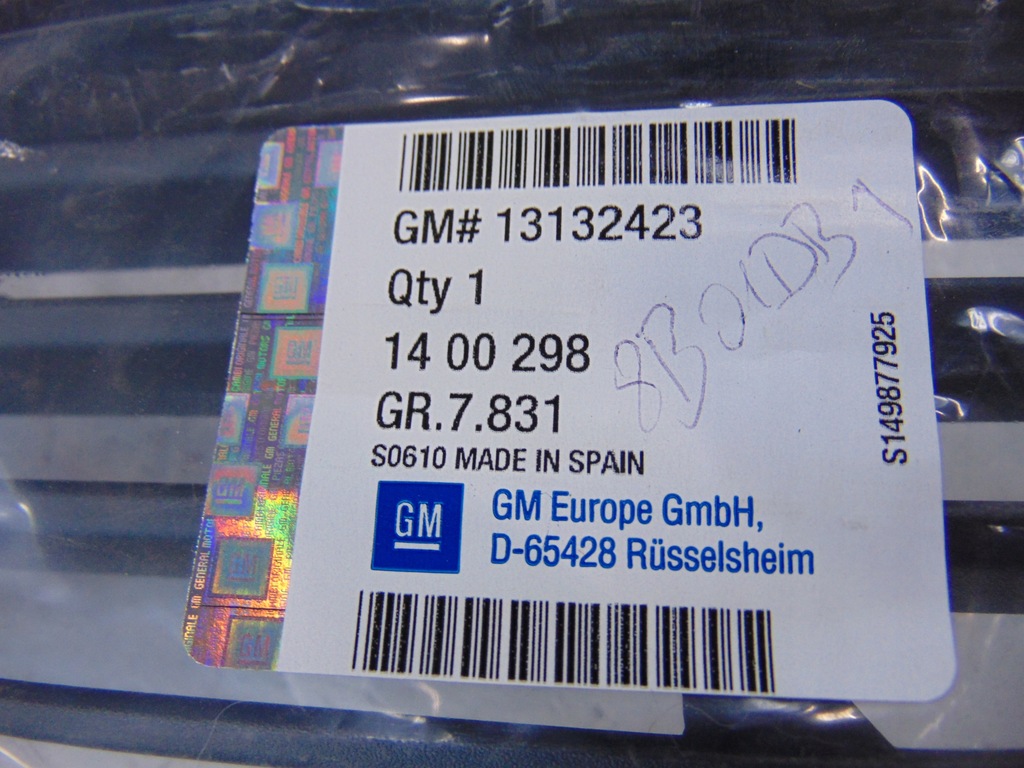 GM# 13132423
Qty 1
14 00 298
GR.7.831
S0610 MADE IN SPAIN
GM
GM Europe GmbH,
D-65428 Rüsselsheim
S149877925